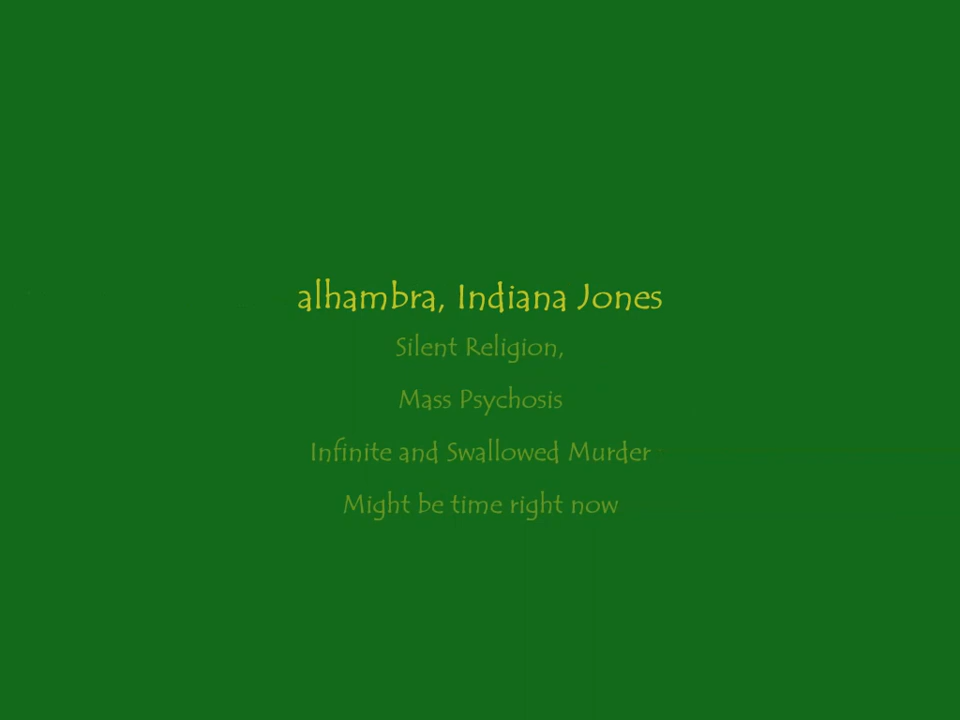 alhambra, Indiana Jones
Silent Religion,
Mass Psychosis
Infinite and Swallowed Murder
Might be time right now